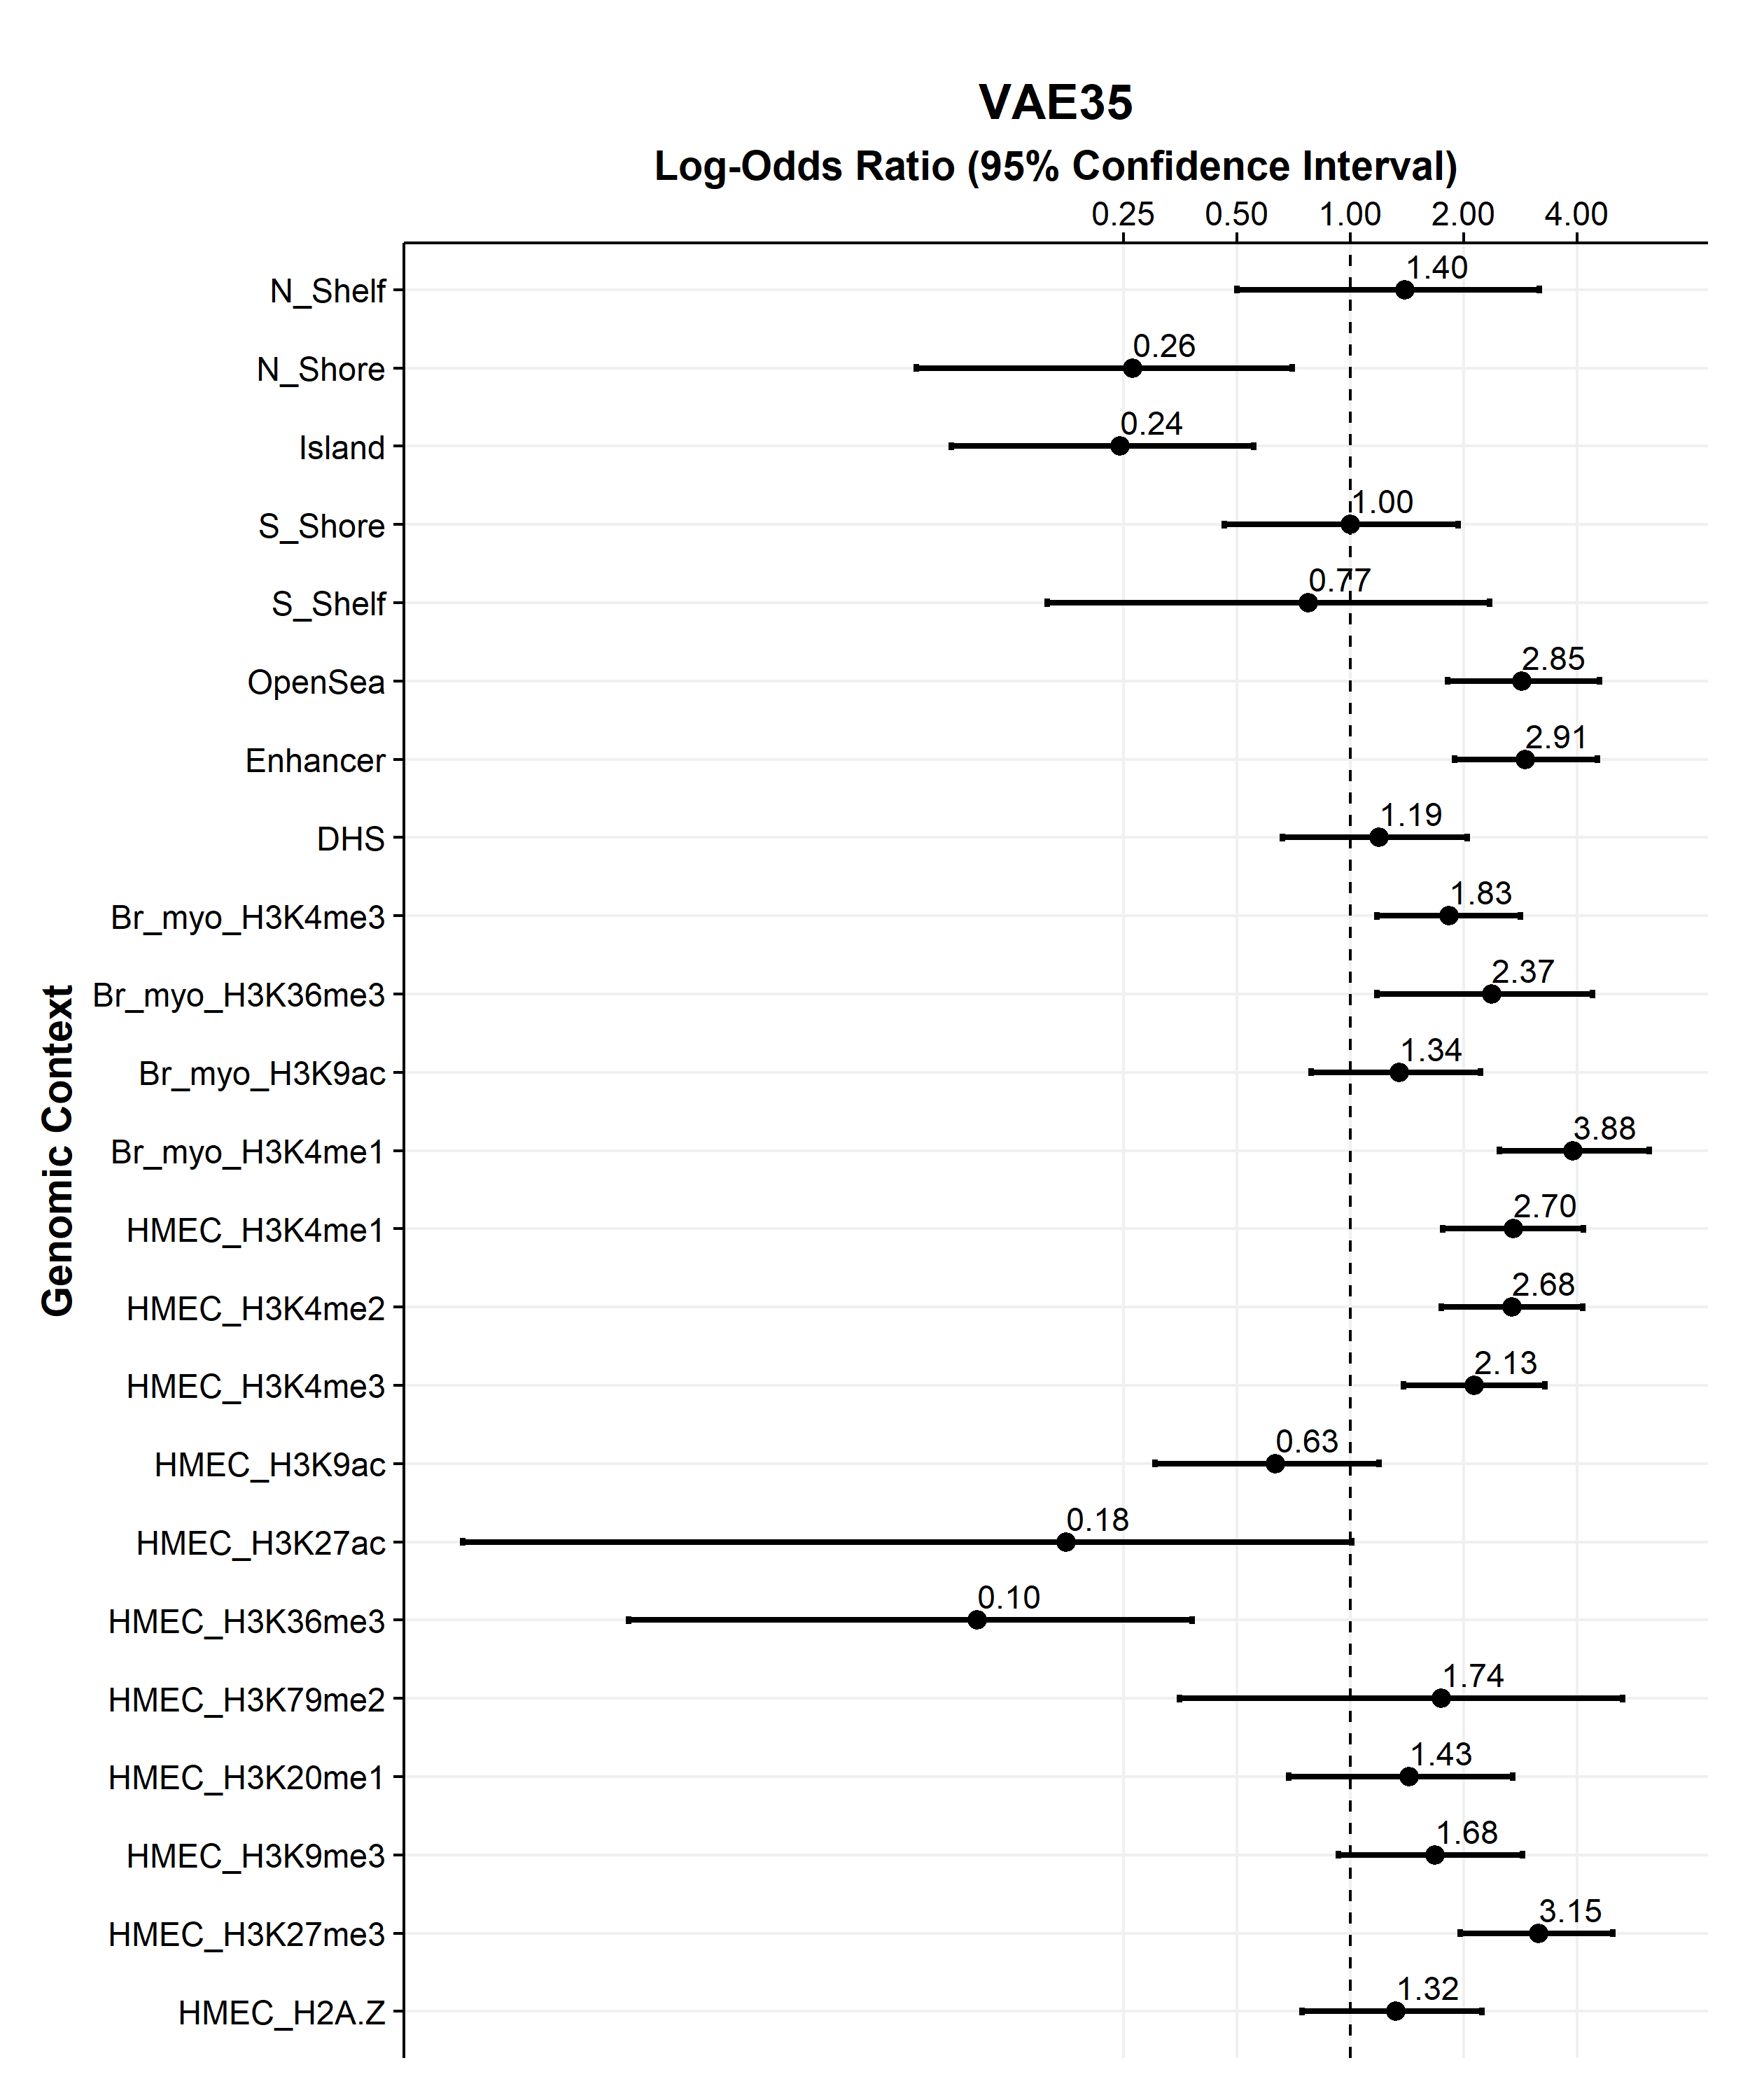 VAE35
Log-Odds Ratio (95% Confidence Interval)
0.25 0.50 1.00 2.00 4.00
N_Shelf 1.40
N_Shore 0.26
Island 0.24
S_Shore 1.00
S_Shelf 0.77
OpenSea 2.85
Enhancer 2.91
DHS 1.19
Br_myo_H3K4me3 1.83
Br_myo_H3K36me3 2.37
Br_myo_H3K9ac 1.34
Br_myo_H3K4me1 3.88
HMEC_H3K4me1 2.70
HMEC_H3K4me2 2.68
HMEC_H3K4me3 2.13
HMEC_H3K9ac 0.63
HMEC_H3K27ac 0.18
HMEC_H3K36me3 0.10
HMEC_H3K79me2 1.74
HMEC_H3K20me1 1.43
HMEC_H3K9me3 1.68
HMEC_H3K27me3 3.15
HMEC_H2A.Z 1.32
Genomic Context